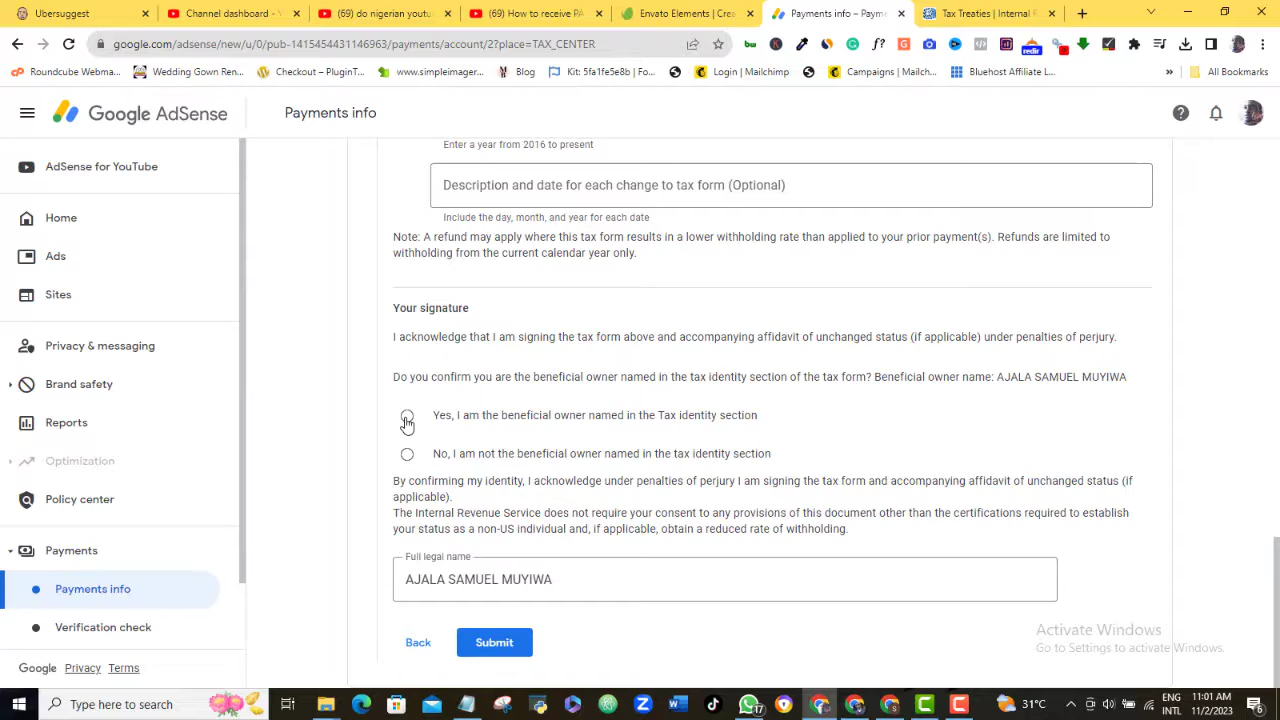 Ubersuggest
Channel dashboard - 
(69) do nigerian youtu
(69) How to receive PA
Envato Elements | Crea
Payments info – Paym
Tax Treaties | Internal R
google.com/adsense/new/u/0/pub-1415454431146963/payments/account/2?place=TAX_CENTER
Roundcube Webma...
Wedding Gown Ren...
Checkout – PluginT...
www.simpleimager...
Blog
Kit: 5fa1fe5e8b | Fo...
Login | Mailchimp
Campaigns | Mailch...
Bluehost Affiliate L...
»
All Bookmarks
Google AdSense
Payments info
AdSense for YouTube
Home
Ads
Sites
Privacy & messaging
Brand safety
Reports
Optimization
Policy center
Payments
Payments info
Verification check
Google Privacy Terms
Enter a year from 2016 to present
Description and date for each change to tax form (Optional)
Include the day, month, and year for each date
Note: A refund may apply where this tax form results in a lower withholding rate than applied to your prior payment(s). Refunds are limited to
withholding from the current calendar year only.
Your signature
I acknowledge that I am signing the tax form above and accompanying affidavit of unchanged status (if applicable) under penalties of perjury.
Do you confirm you are the beneficial owner named in the tax identity section of the tax form? Beneficial owner name: AJALA SAMUEL MUYIWA
Yes, I am the beneficial owner named in the Tax identity section
No, I am not the beneficial owner named in the tax identity section
By confirming my identity, I acknowledge under penalties of perjury I am signing the tax form and accompanying affidavit of unchanged status (if
applicable).
The Internal Revenue Service does not require your consent to any provisions of this document other than the certifications required to establish
your status as a non-US individual and, if applicable, obtain a reduced rate of withholding.
Full legal name
AJALA SAMUEL MUYIWA
Back
Submit
Activate Windows
Go to Settings to activate Windows.
Type here to search
31°C
ENG
INTL
11:01 AM
11/2/2023